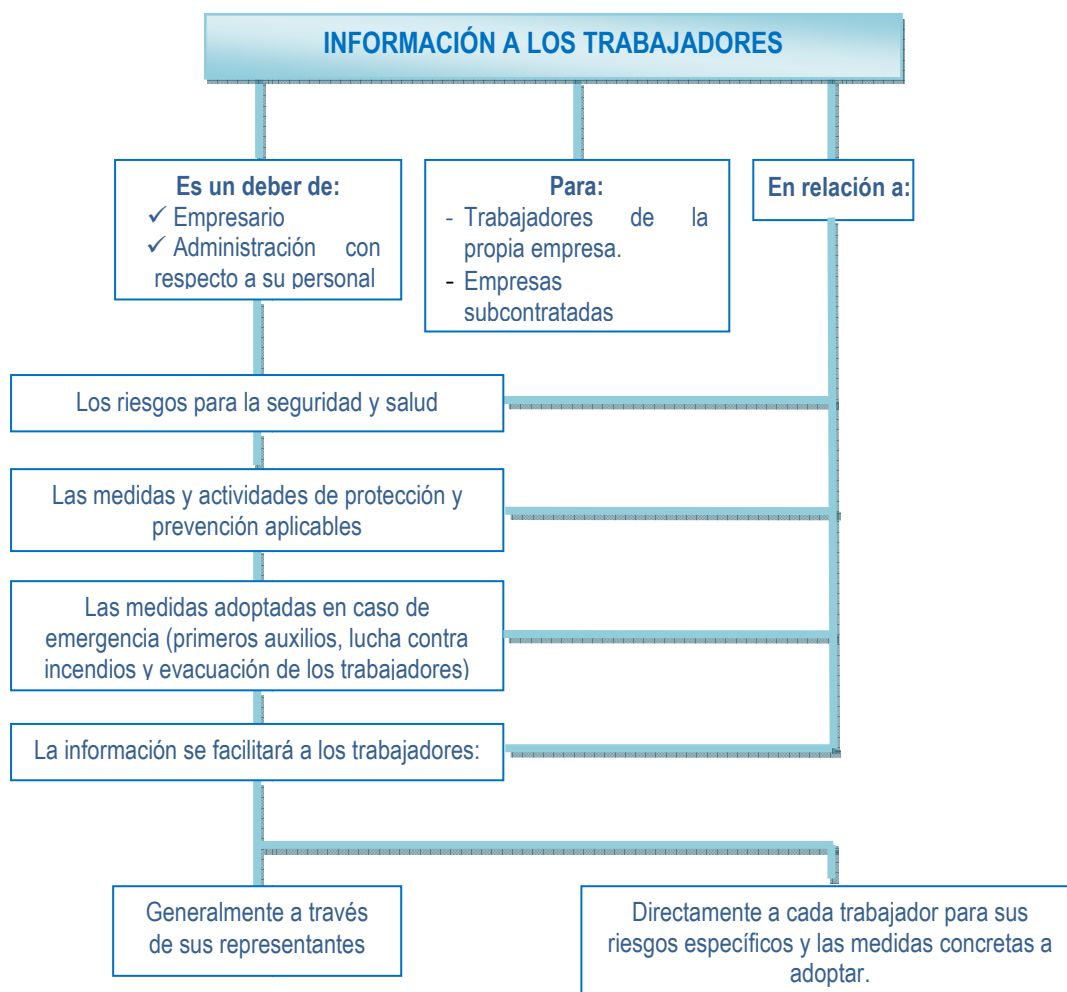 INFORMACIÓN A LOS TRABAJADORES
Es un deber de:
✓ Empresario
✓ Administración con
respecto a su personal
Para:
- Trabajadores de la
propia empresa.
- Empresas
subcontratadas
En relación a:
Los riesgos para la seguridad y salud
Las medidas y actividades de protección y
prevención aplicables
Las medidas adoptadas en caso de
emergencia (primeros auxilios, lucha contra
incendios y evacuación de los trabajadores)
La información se facilitará a los trabajadores:
Generalmente a través
de sus representantes
Directamente a cada trabajador para sus
riesgos específicos y las medidas concretas a
adoptar.